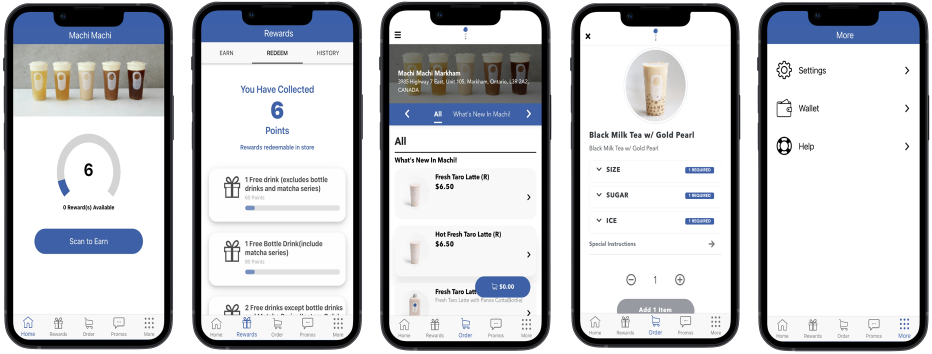 Machi Machi
6
0 Reward(s) Available
Scan to Earn
Home
Rewards
Order
Promos
More
Rewards
EARN
REDEEM
HISTORY
You Have Collected
6
Points
Rewards redeemable in store
1 Free drink (excludes bottle
drinks and matcha series)
60 Points
1 Free Bottle Drink(include
matcha series)
60 Points
2 Free drinks except bottle drinks
Home
Rewards
Order
Promos
More
Machi Machi Markham
3985 Highway 7 East, Unit 105, Markham, Ontario, L3R 2A2,
CANADA
All
What's New In Machi!
All
What's New In Machi!
Fresh Taro Latte (R)
$6.50
Hot Fresh Taro Latte (R)
$6.50
Fresh Taro Latt
Fresh Taro Latte with Panna Cotta(Bottle)
$0.00
Home
Rewards
Order
Promos
More
x
Black Milk Tea w/ Gold Pearl
Black Milk Tea w/ Gold Pearl
SIZE
1 REQUIRED
SUGAR
1 REQUIRED
ICE
1 REQUIRED
Special Instructions
1
Add 1 Item
Home
Rewards
Order
Promos
More
More
Settings
Wallet
Help
Home
Rewards
Order
Promos
More